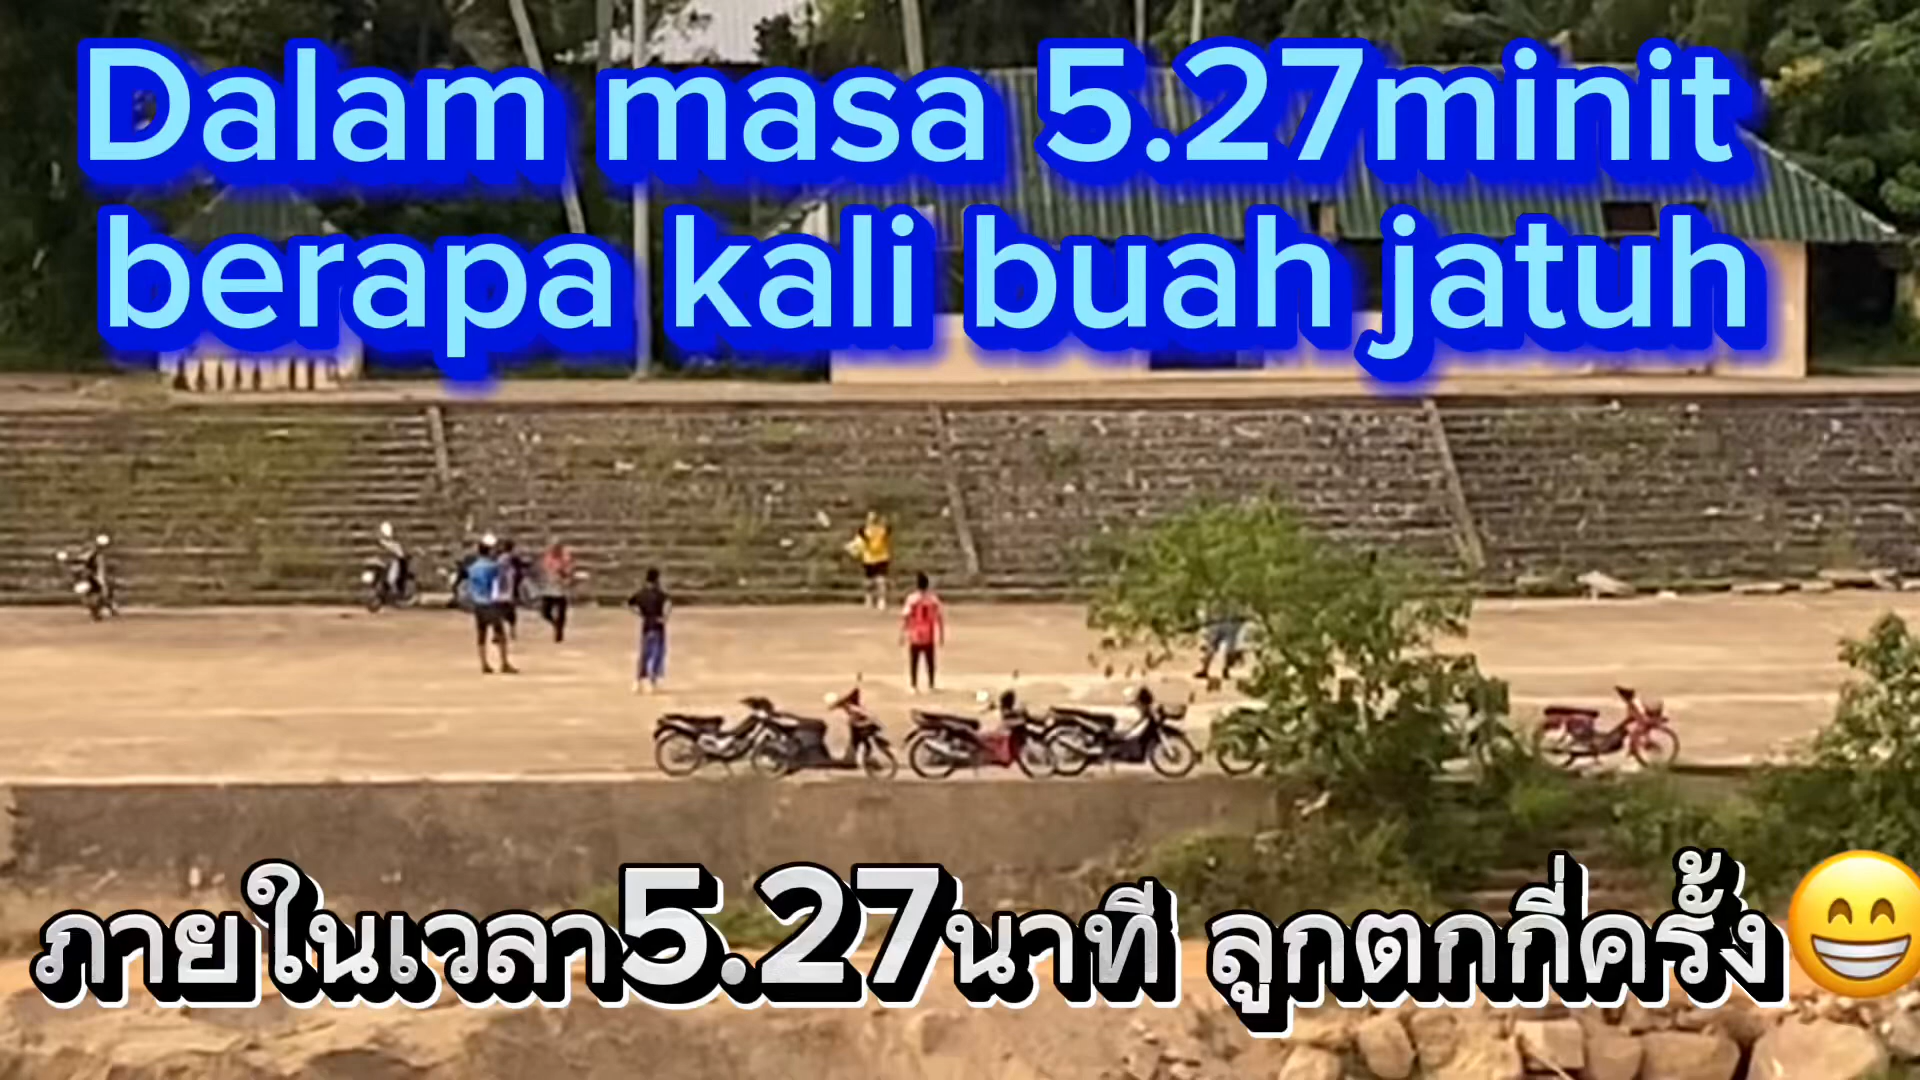 Dalam masa 5.27minit
berapa kali buah jatuh
ภายในเวลา5.27นาที ลูกตกกี่ครั้ง😁